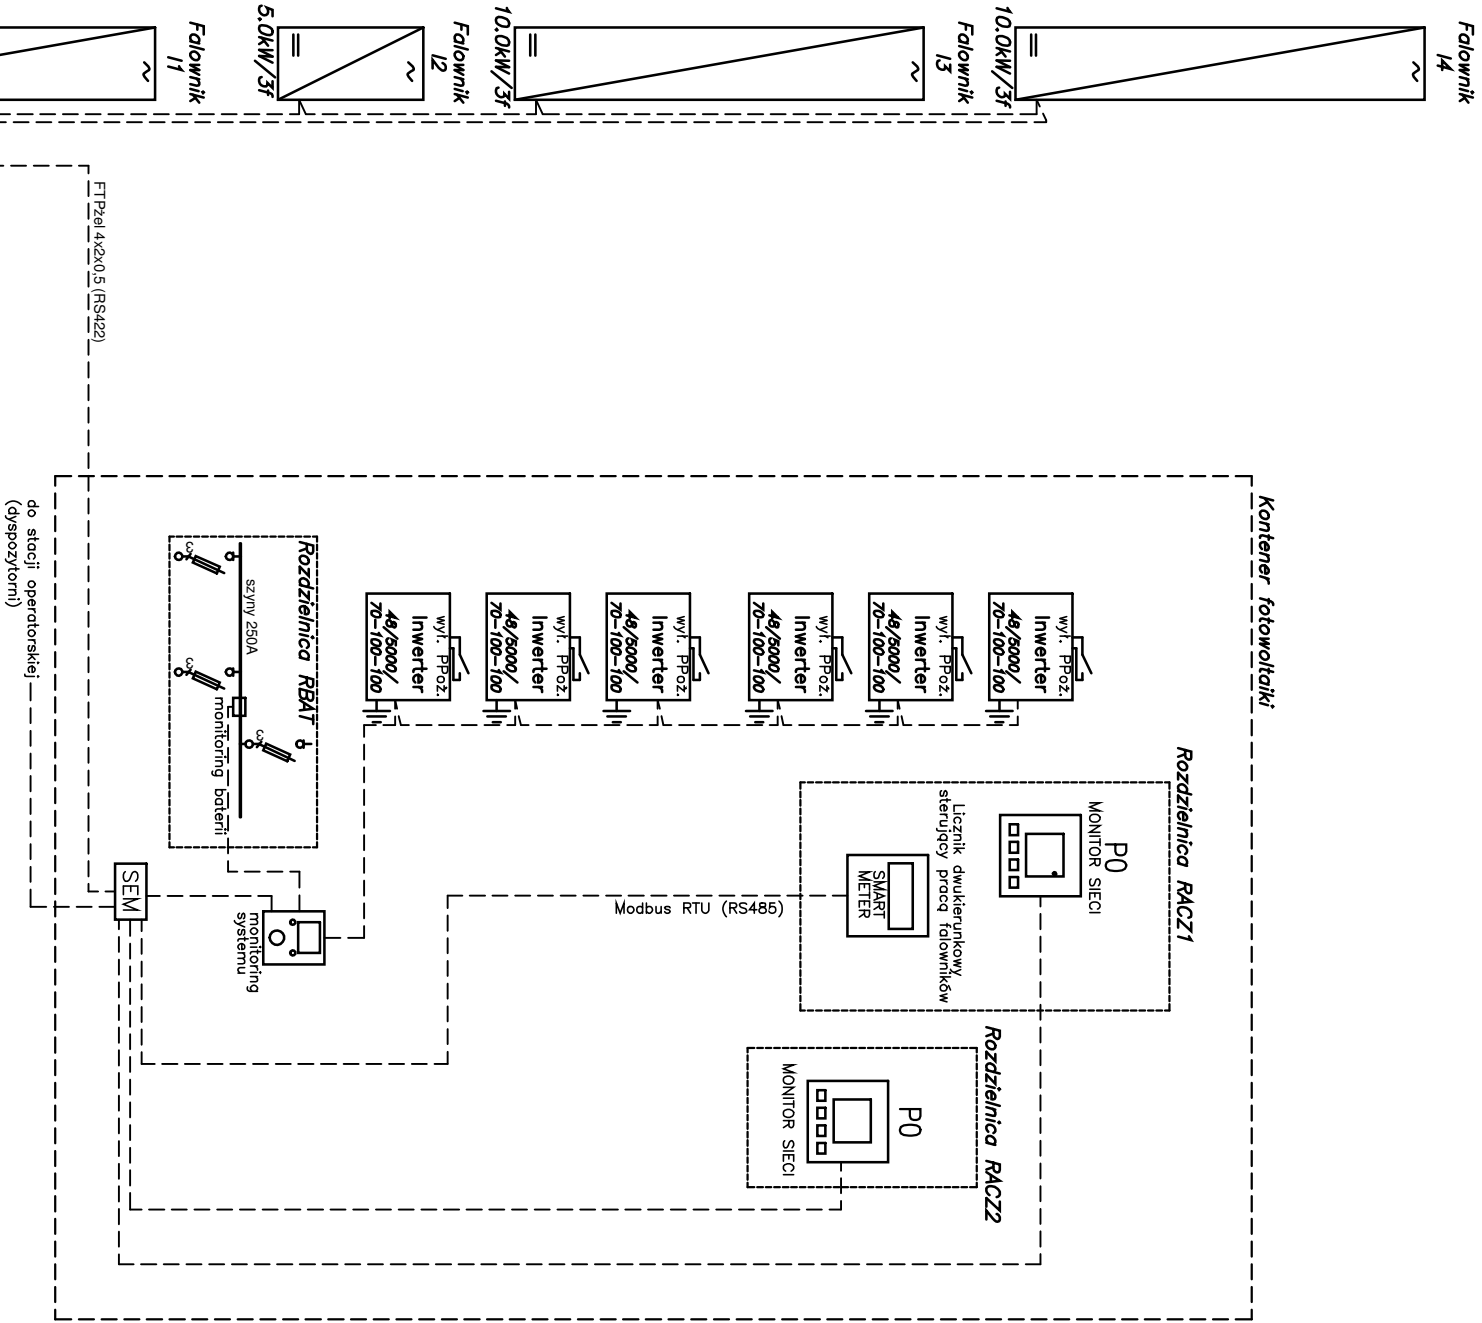 Falownik
I4
10.0kW/3f
Falownik
I3
10.0kW/3f
Falownik
I2
5.0kW/3f
Falownik
I1
FTPżel 4x2x0,5 (RS422)
Kontener fotowoltaiki
wył. PPoż.
Inwerter
48/5000/
70-100-100
wył. PPoż.
Inwerter
48/5000/
70-100-100
wył. PPoż.
Inwerter
48/5000/
70-100-100
wył. PPoż.
Inwerter
48/5000/
70-100-100
wył. PPoż.
Inwerter
48/5000/
70-100-100
wył. PPoż.
Inwerter
48/5000/
70-100-100
Rozdzielnica RBAT
szyny 250A
3
3
3
monitoring baterii
do stacji operatorskiej
(dyspozytorni)
Rozdzielnica RACZ1
PO
MONITOR SIECI
Licznik dwukierunkowy
sterujący pracą falowników
SMART
METER
Modbus RTU (RS485)
SEM
monitoring
systemu
Rozdzielnica RACZ2
PO
MONITOR SIECI